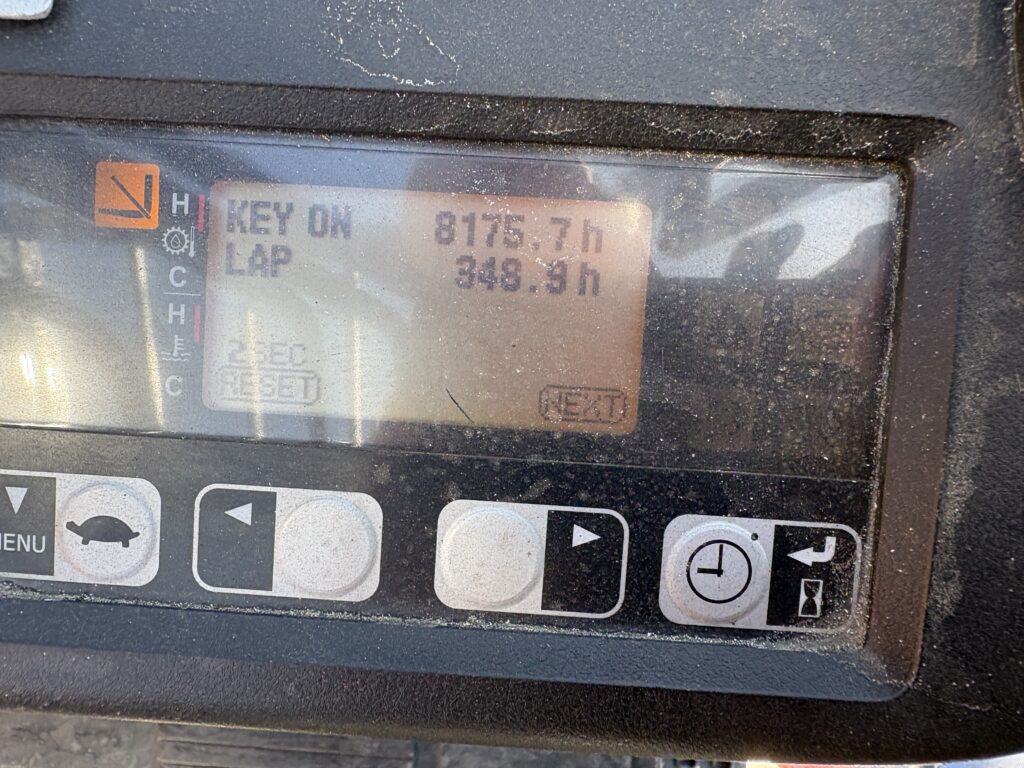 H
C
H
C
KEY ON 8175.7h
LAP 348.9h
2SEC
RESET
NEXT
MENU